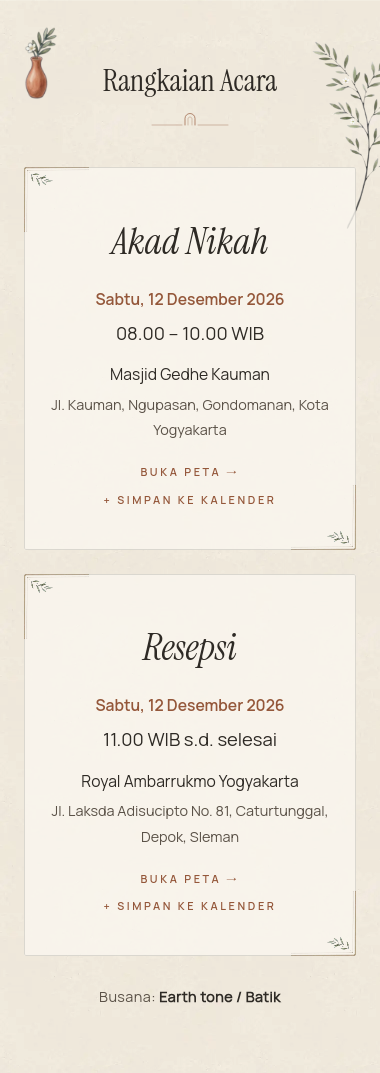 Rangkaian Acara
Akad Nikah
Sabtu, 12 Desember 2026
08.00 – 10.00 WIB
Masjid Gedhe Kauman
Jl. Kauman, Ngupasan, Gondomanan, Kota
Yogyakarta
BUKA PETA →
+ SIMPAN KE KALENDER
Resepsi
Sabtu, 12 Desember 2026
11.00 WIB s.d. selesai
Royal Ambarrukmo Yogyakarta
Jl. Laksda Adisucipto No. 81, Caturtunggal,
Depok, Sleman
BUKA PETA →
+ SIMPAN KE KALENDER
Busana: Earth tone / Batik